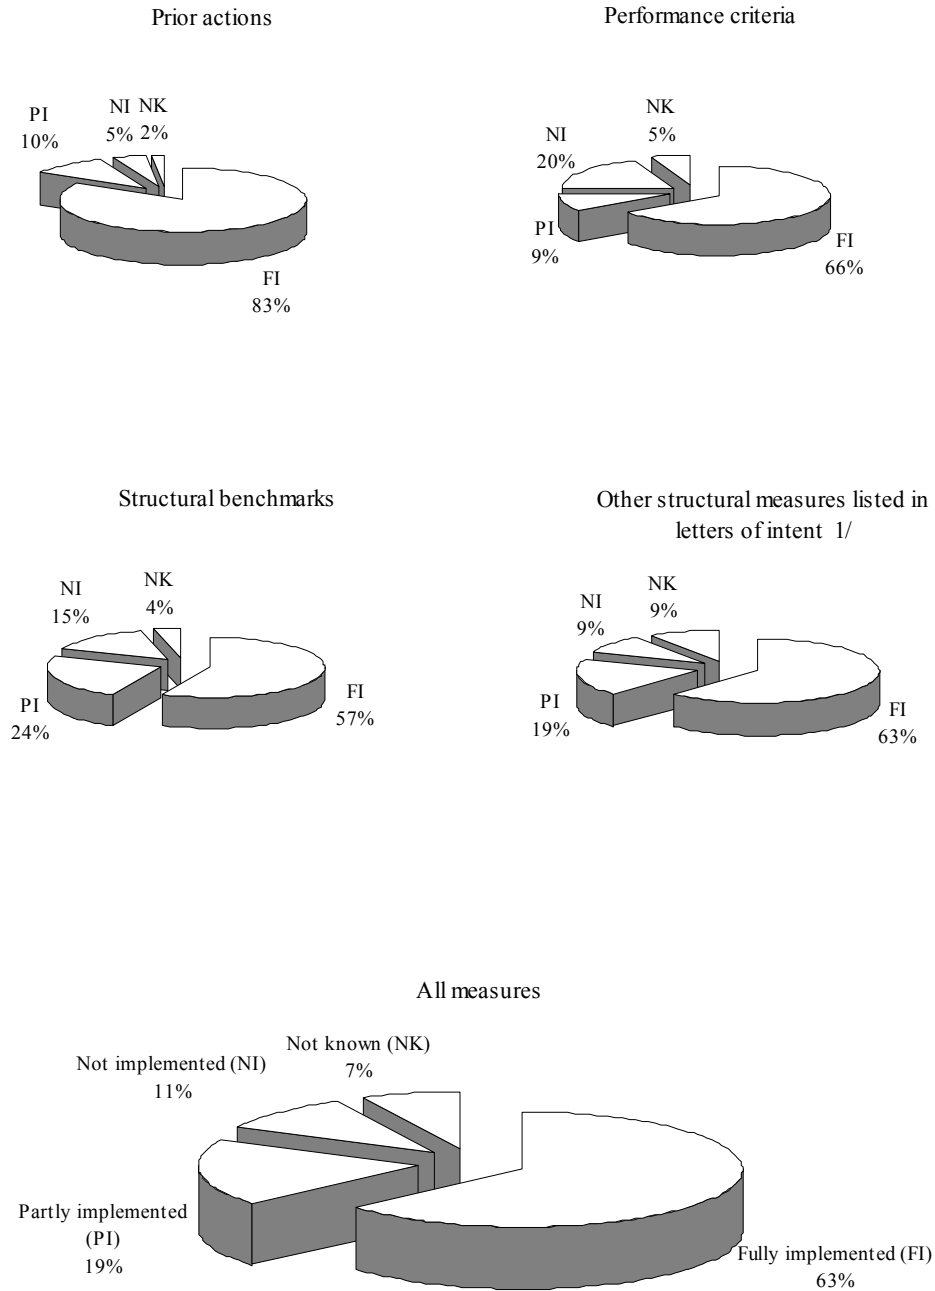 Prior actions
PI
10%
NI
5%
NK
2%
FI
83%
Performance criteria
NK
5%
NI
20%
PI
9%
FI
66%
Structural benchmarks
NK
4%
NI
15%
PI
24%
FI
57%
Other structural measures listed in
letters of intent 1/
NK
9%
NI
9%
PI
19%
FI
63%
All measures
Not known (NK)
7%
Not implemented (NI)
11%
Partly implemented
(PI)
19%
Fully implemented (FI)
63%